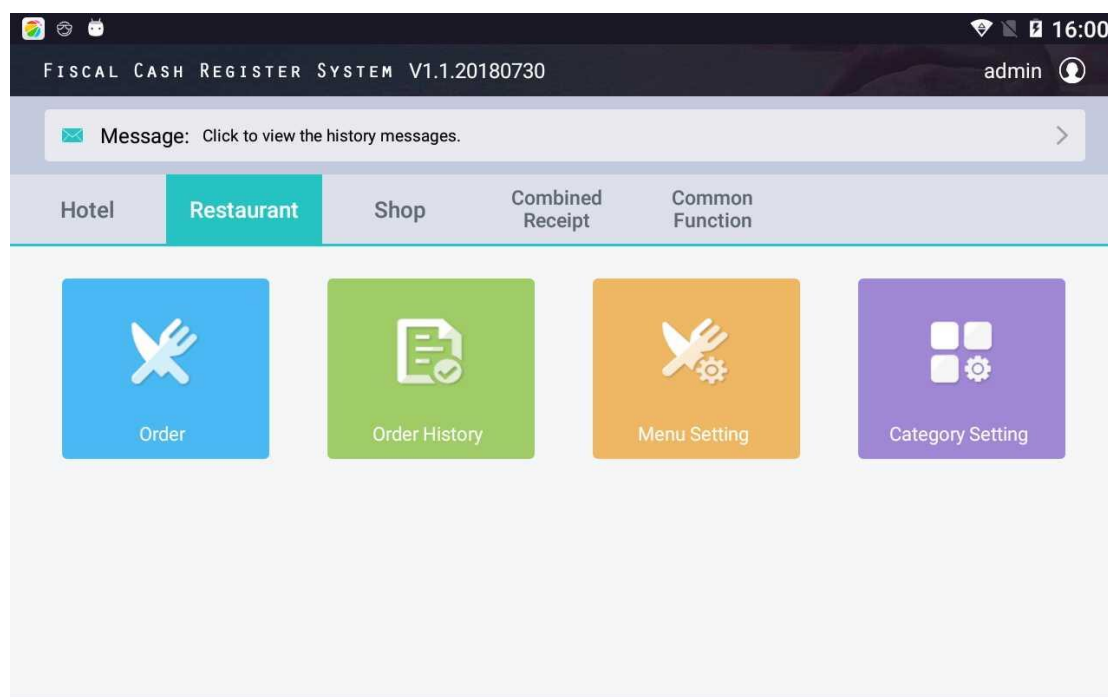 16:00
FISCAL CASH REGISTER SYSTEM V1.1.20180730
admin
Message: Click to view the history messages.
Hotel
Restaurant
Shop
Combined
Receipt
Common
Function
Order
Order History
Menu Setting
Category Setting